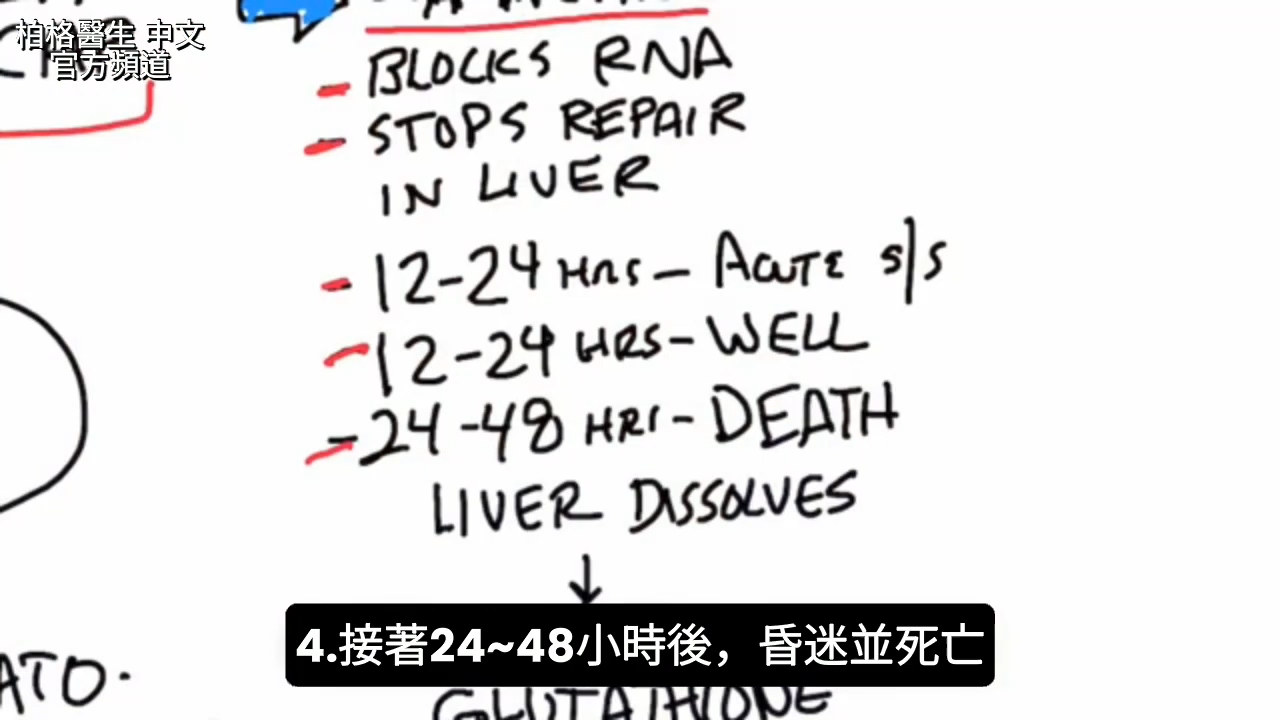 柏格醫生 中文
官方頻道
- BLOCKS RNA
- STOPS REPAIR
IN LIVER
- 12-24 HRS - ACUTE S/S
- 12-24 HRS - WELL
- 24-48 HRS - DEATH
LIVER DISSOLVES
↓
4.接著24~48小時後，昏迷並死亡
GLUTATHIONE